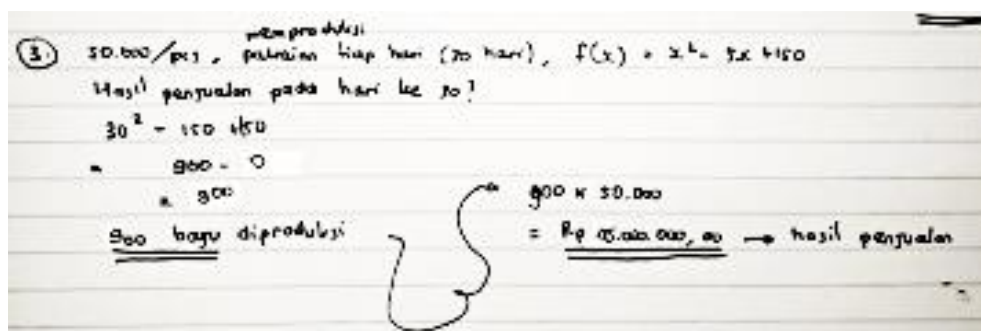 3.) 50.000/pcs, memproduksi pakaian tiap hari (30 hari), f(x) = x² - 5x + 150
Hasil penjualan pada hari ke 30?
30² - 150 + 150
= 900 - 0
= 900
900 baju diproduksi
900 x 50.000
= Rp 45.000.000,00 → hasil penjualan